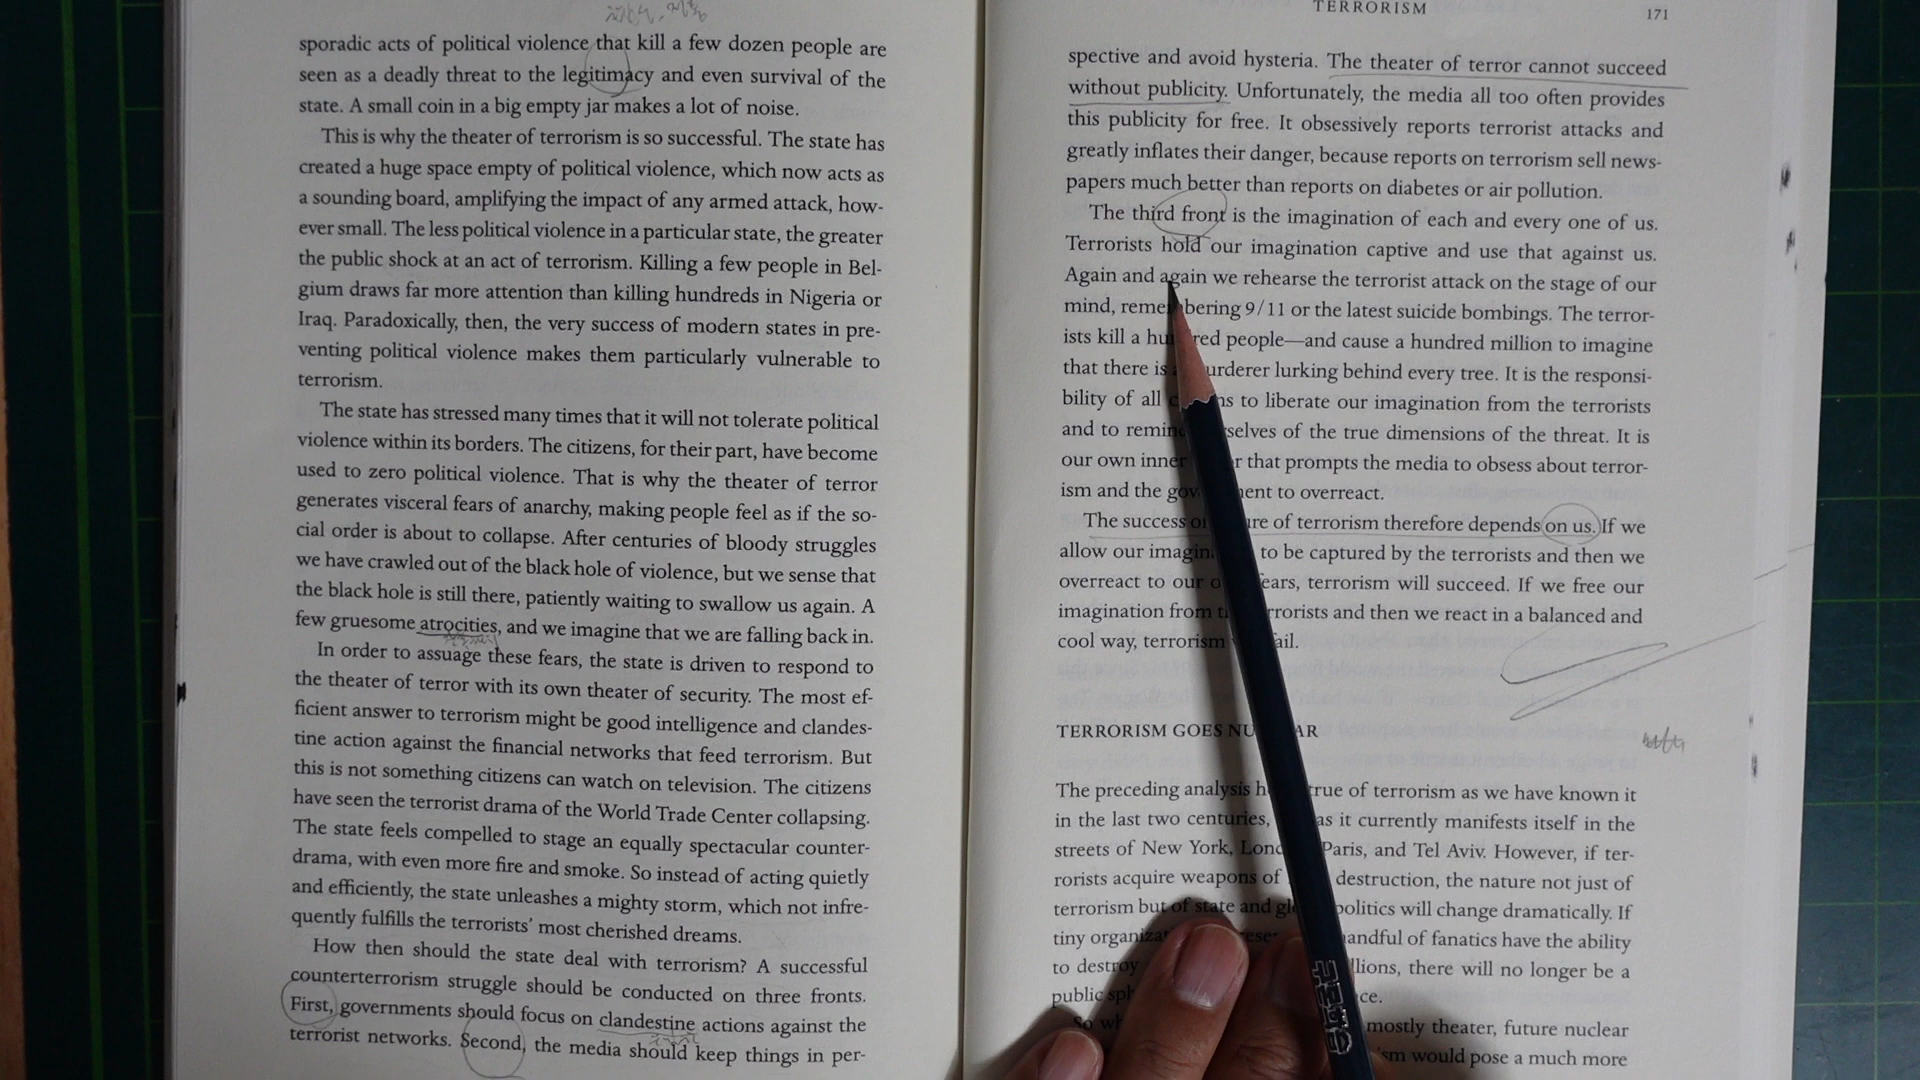 sporadic acts of political violence that kill a few dozen people are
seen as a deadly threat to the legitimacy and even survival of the
state. A small coin in a big empty jar makes a lot of noise.
This is why the theater of terrorism is so successful. The state has
created a huge space empty of political violence, which now acts as
a sounding board, amplifying the impact of any armed attack, how-
ever small. The less political violence in a particular state, the greater
the public shock at an act of terrorism. Killing a few people in Bel-
gium draws far more attention than killing hundreds in Nigeria or
Iraq. Paradoxically, then, the very success of modern states in pre-
venting political violence makes them particularly vulnerable to
terrorism.
The state has stressed many times that it will not tolerate political
violence within its borders. The citizens, for their part, have become
used to zero political violence. That is why the theater of terror
generates visceral fears of anarchy, making people feel as if the so-
cial order is about to collapse. After centuries of bloody struggles
we have crawled out of the black hole of violence, but we sense that
the black hole is still there, patiently waiting to swallow us again. A
few gruesome atrocities, and we imagine that we are falling back in.
In order to assuage these fears, the state is driven to respond to
the theater of terror with its own theater of security. The most ef-
ficient answer to terrorism might be good intelligence and clandes-
tine action against the financial networks that feed terrorism. But
this is not something citizens can watch on television. The citizens
have seen the terrorist drama of the World Trade Center collapsing.
The state feels compelled to stage an equally spectacular counter-
drama, with even more fire and smoke. So instead of acting quietly
and efficiently, the state unleashes a mighty storm, which not infre-
quently fulfills the terrorists' most cherished dreams.
How then should the state deal with terrorism? A successful
counterterrorism struggle should be conducted on three fronts.
First, governments should focus on clandestine actions against the
terrorist networks. Second, the media should keep things in per-
TERRORISM 171
spective and avoid hysteria. The theater of terror cannot succeed
without publicity. Unfortunately, the media all too often provides
this publicity for free. It obsessively reports terrorist attacks and
greatly inflates their danger, because reports on terrorism sell news-
papers much better than reports on diabetes or air pollution.
The third front is the imagination of each and every one of us.
Terrorists hold our imagination captive and use that against us.
Again and again we rehearse the terrorist attack on the stage of our
mind, remembering 9/11 or the latest suicide bombings. The terror-
ists kill a hundred people—and cause a hundred million to imagine
that there is murderer lurking behind every tree. It is the responsi-
bility of all to liberate our imagination from the terrorists
and to remind ourselves of the true dimensions of the threat. It is
our own inner that prompts the media to obsess about terror-
ism and the government to overreact.
The success of terrorism therefore depends on us. If we
allow our imagination to be captured by the terrorists and then we
overreact to our fears, terrorism will succeed. If we free our
imagination from terrorists and then we react in a balanced and
cool way, terrorism fail.
TERRORISM GOES NUCLEAR
The preceding analysis true of terrorism as we have known it
in the last two centuries, as it currently manifests itself in the
streets of New York, London, Paris, and Tel Aviv. However, if ter-
rorists acquire weapons of destruction, the nature not just of
terrorism but of state and global politics will change dramatically. If
tiny handful of fanatics have the ability
to destroy there will no longer be a
public
mostly theater, future nuclear
would pose a much more